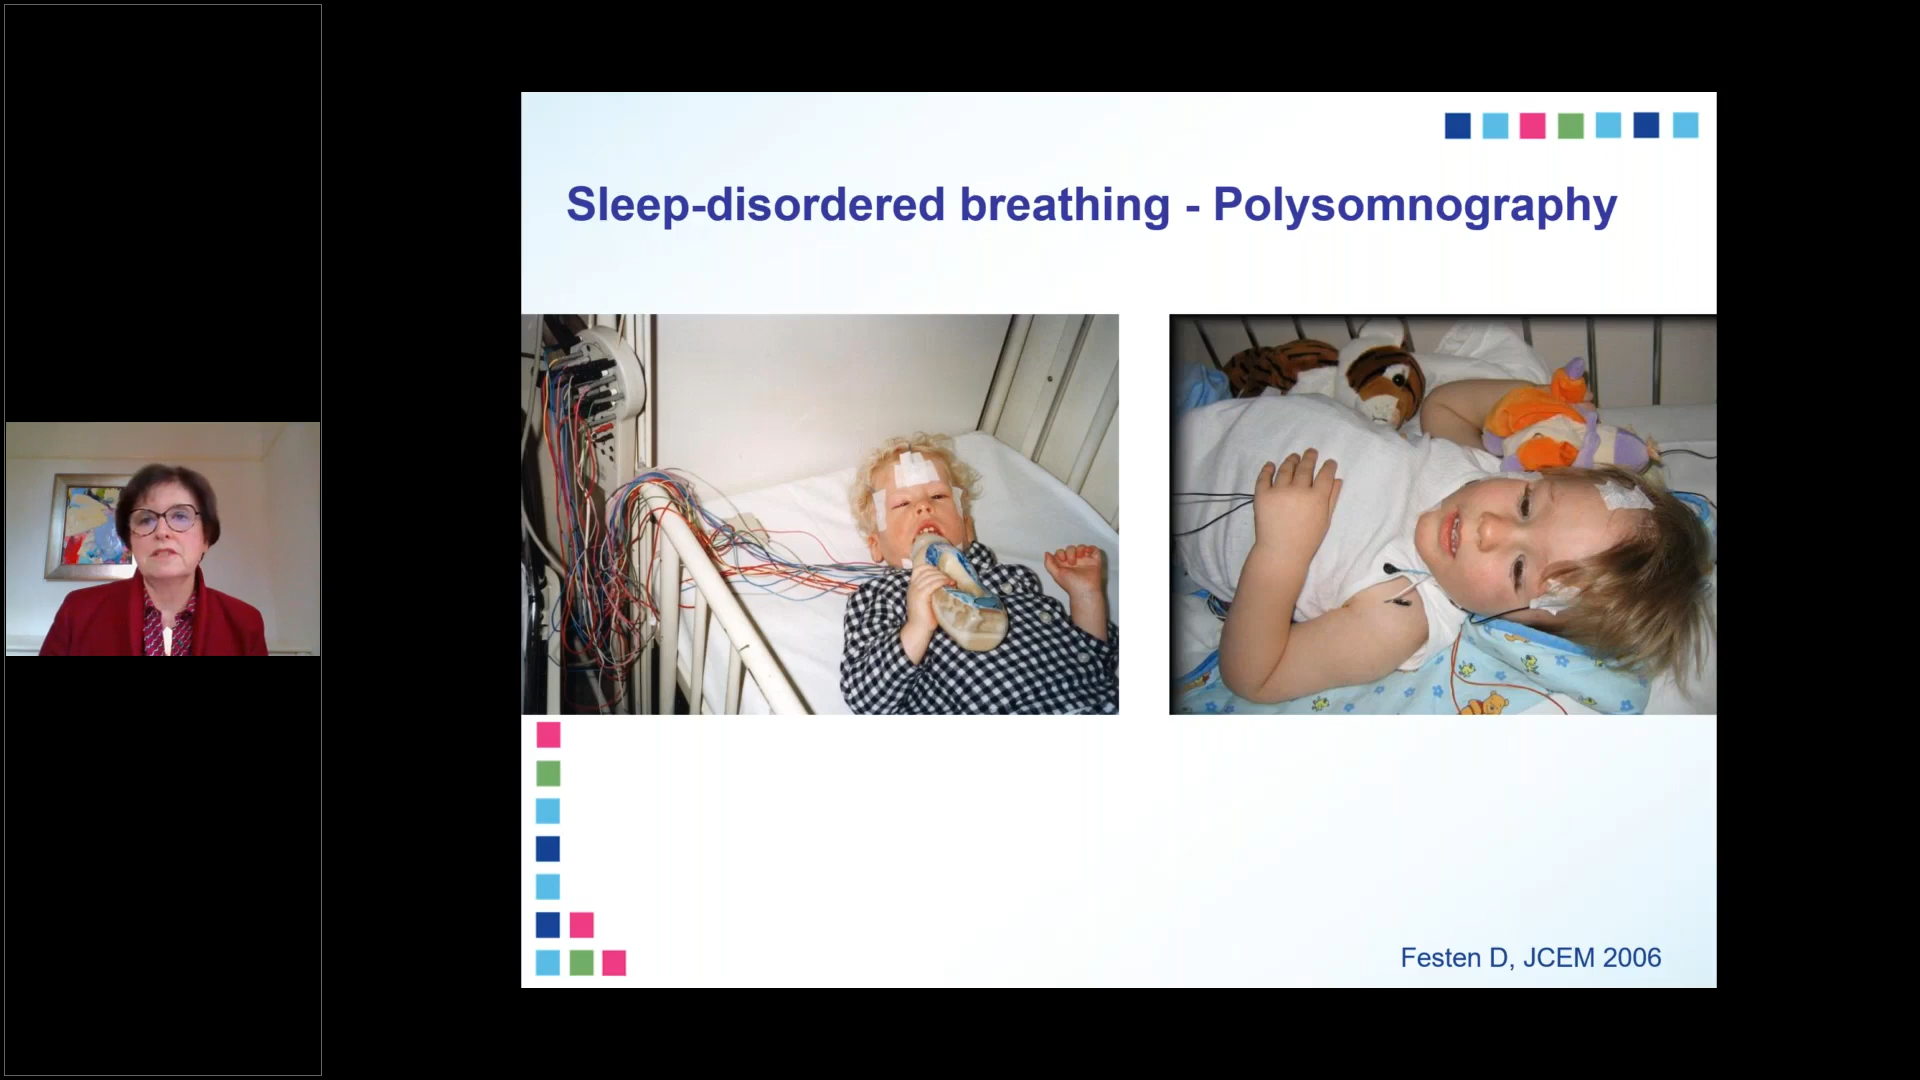 Sleep-disordered breathing - Polysomnography
Festen D, JCEM 2006